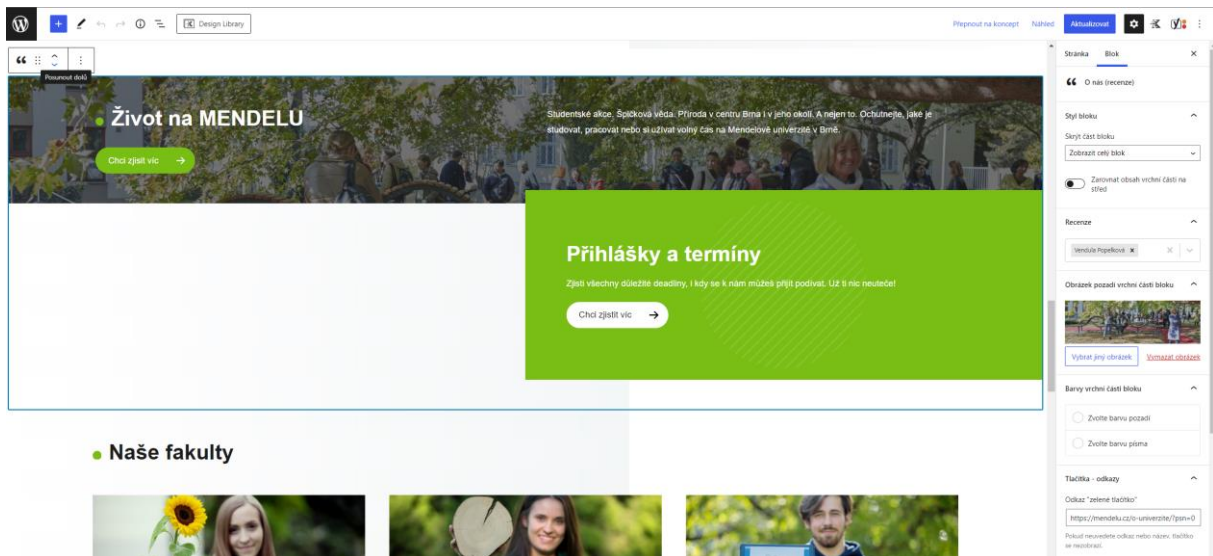 Design Library
Přepnout na koncept
Náhled
Aktualizovat
Posunout dolů
Život na MENDELU
Chci zjisit víc
Studentské akce. Špičková věda. Příroda v centru Brna i v jeho okolí. A nejen to. Ochutnejte, jaké je
studovat, pracovat nebo si užívat volný čas na Mendelově univerzitě v Brně.
Přihlášky a termíny
Zjisti všechny důležité deadliny, i kdy se k nám můžeš přijít podívat. Už ti nic neuteče!
Chci zjistit víc
Naše fakulty
Stránka
Blok
O nás (recenze)
Styl bloku
Skrýt část bloku
Zobrazit celý blok
Zarovnat obsah vrchní části na
střed
Recenze
Vendula Popelková
Obrázek pozadí vrchní části bloku
Vybrat jiný obrázek
Vymazat obrázek
Barvy vrchní části bloku
Zvolte barvu pozadí
Zvolte barvu písma
Tlačítka - odkazy
Odkaz "zelené tlačítko"
https://mendelu.cz/o-univerzite/?psn=0
Pokud neuvedete odkaz nebo název, tlačítko
se nezobrazí.